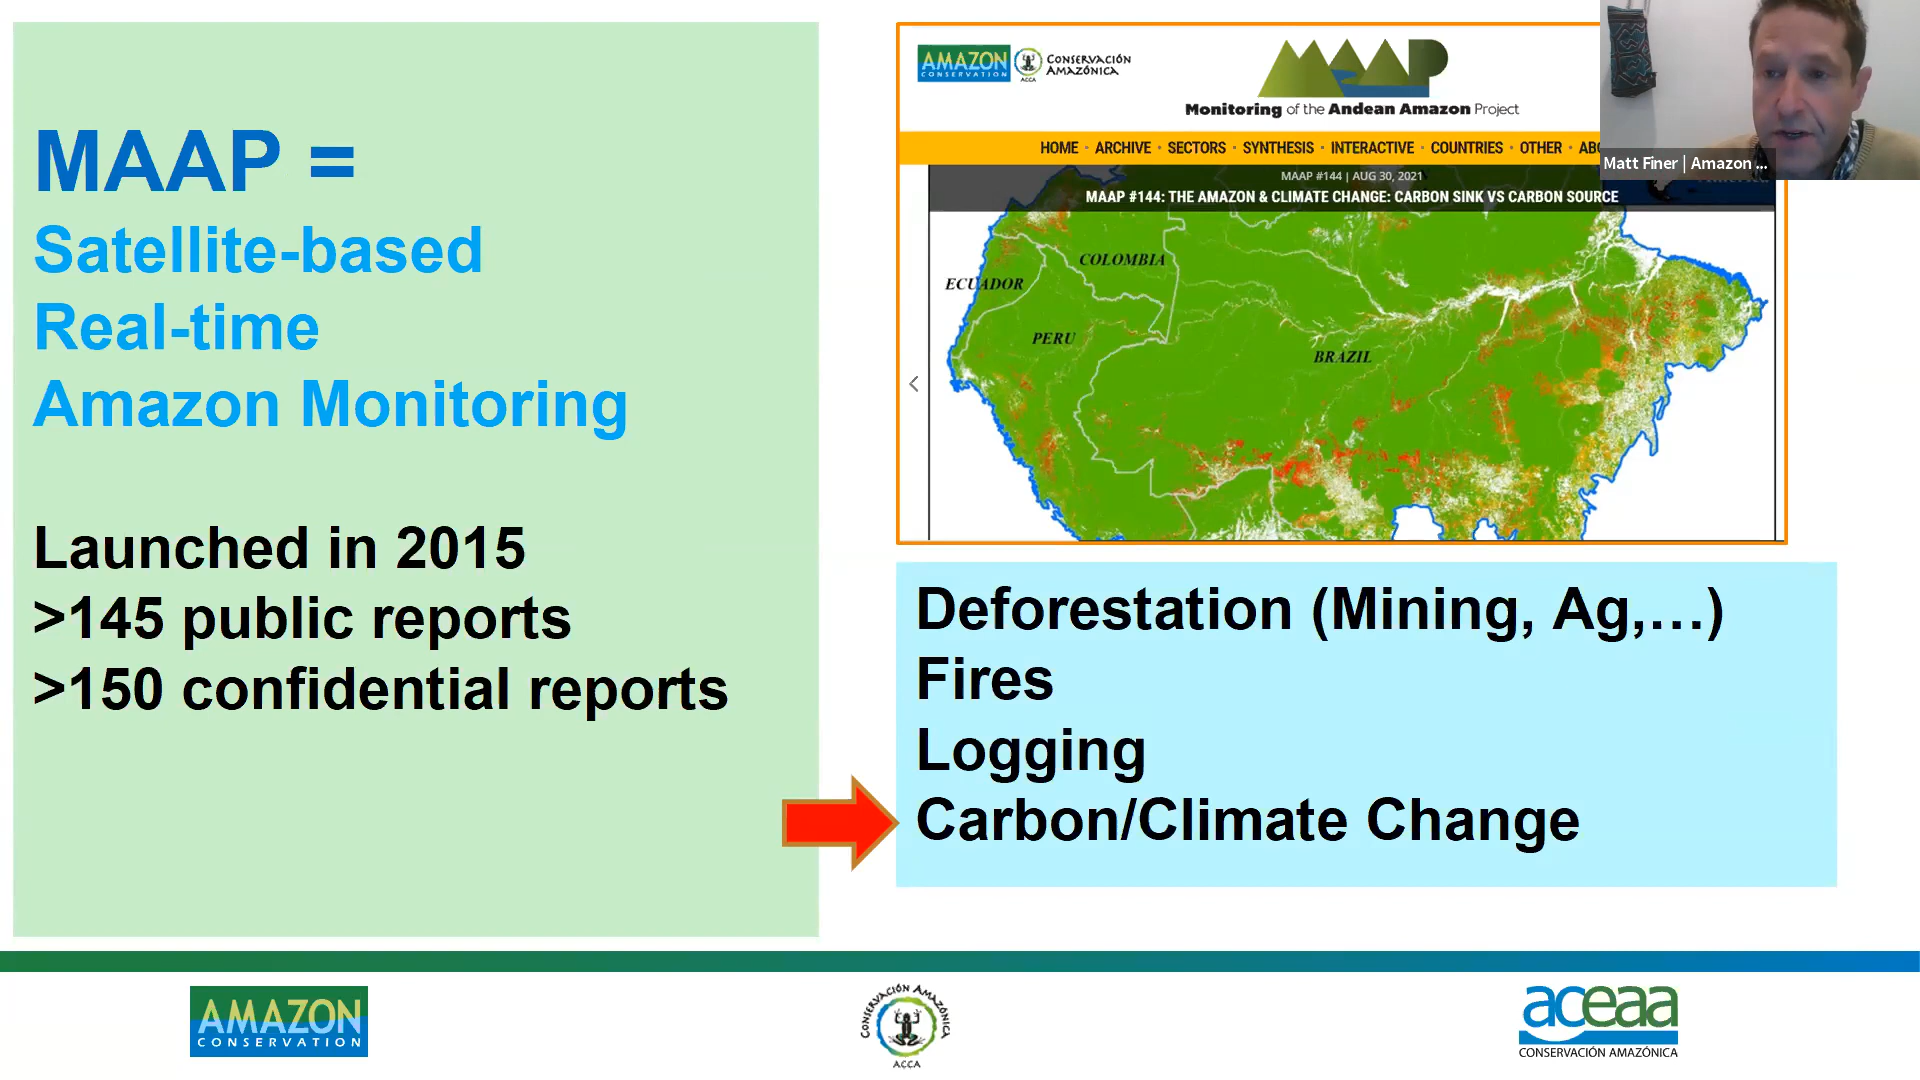 MAAP =
Satellite-based
Real-time
Amazon Monitoring
Launched in 2015
>145 public reports
>150 confidential reports
AMAZON
CONSERVATION
ACCA
CONSERVACIÓN
AMAZÓNICA
MAAP
Monitoring of the Andean Amazon Project
HOME · ARCHIVE · SECTORS · SYNTHESIS · INTERACTIVE · COUNTRIES · OTHER · ABO
MAAP #144 | AUG 30, 2021
MAAP #144: THE AMAZON & CLIMATE CHANGE: CARBON SINK VS CARBON SOURCE
COLOMBIA
ECUADOR
PERU
BRAZIL
Matt Finer | Amazon ...
Deforestation (Mining, Ag,...)
Fires
Logging
Carbon/Climate Change
AMAZON
CONSERVATION
CONSERVACIÓN AMAZÓNICA
ACCA
aceaa
CONSERVACIÓN AMAZÓNICA